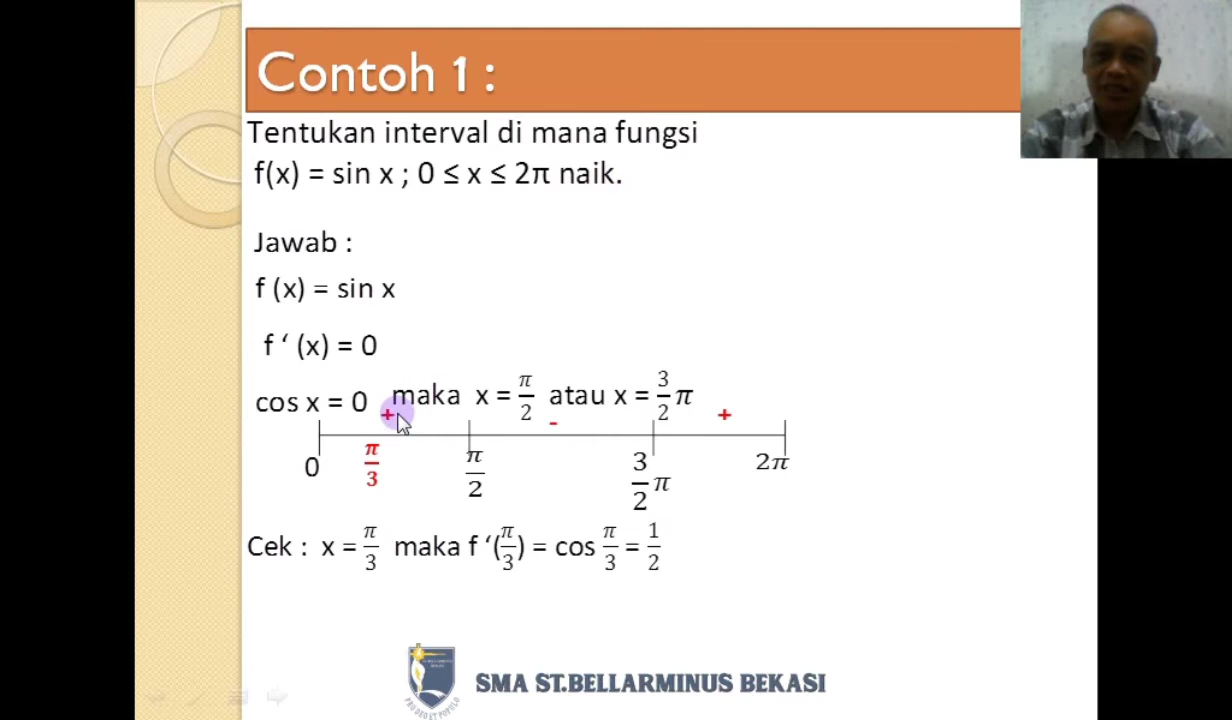 Contoh 1 :
Tentukan interval di mana fungsi
f(x) = sin x ; 0 ≤ x ≤ 2π naik.
Jawab :
f (x) = sin x
f ‘ (x) = 0
cos x = 0 maka x = π/2 atau x = 3/2 π
+ - +
0 π/3 π/2 3/2 π 2π
Cek : x = π/3 maka f ‘(π/3) = cos π/3 = 1/2
SMA ST.BELLARMINUS BEKASI